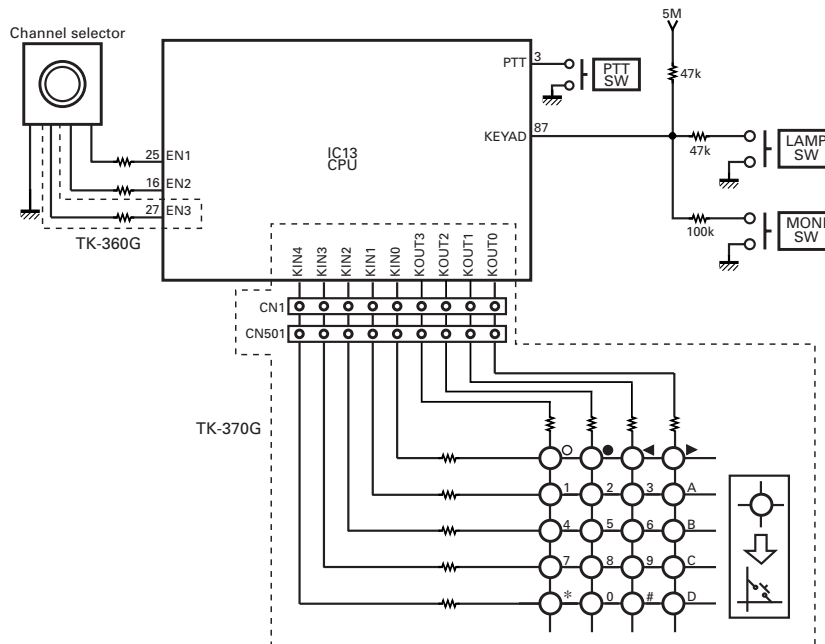 5M
Channel selector
PTT
3
PTT
SW
47k
KEYAD
87
IC13
CPU
47k
LAMP
SW
25
EN1
16
EN2
27
EN3
100k
MONI
SW
TK-360G
KIN4
KIN3
KIN2
KIN1
KIN0
KOUT3
KOUT2
KOUT1
KOUT0
CN1
CN501
TK-370G
1
2
3
A
4
5
6
B
7
8
9
C
*
0
#
D